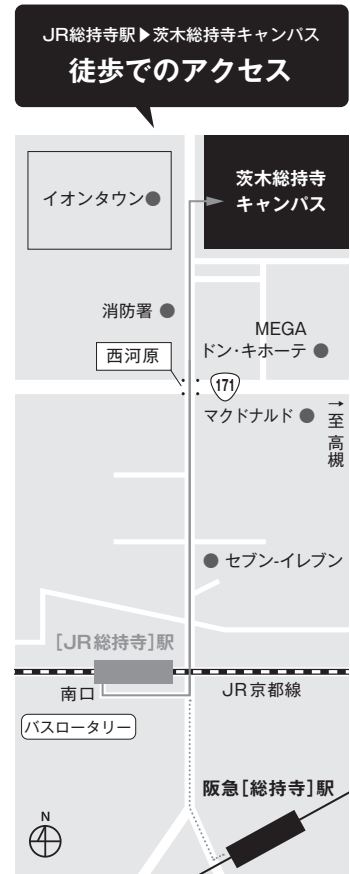 JR総持寺駅▶茨木総持寺キャンパス
徒歩でのアクセス
茨木総持寺
キャンパス
イオンタウン
消防署
MEGA
ドン・キホーテ
西河原
171
マクドナルド
→至高槻
セブン-イレブン
[JR総持寺]駅
南口
JR京都線
バスロータリー
阪急[総持寺]駅
N